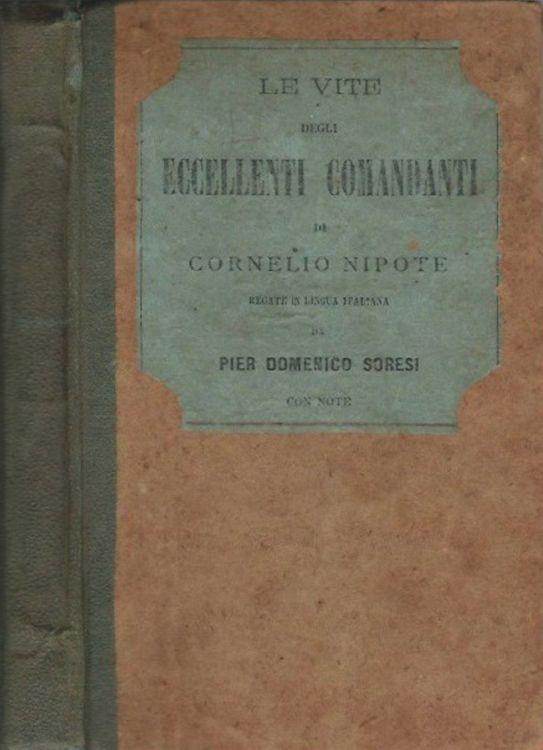 LE VITE
DEGLI
ECCELLENTI COMANDANTI
DI
CORNELIO NIPOTE
RECATE IN LINGUA ITALIANA
DA
PIER DOMENICO SORESI
CON NOTE